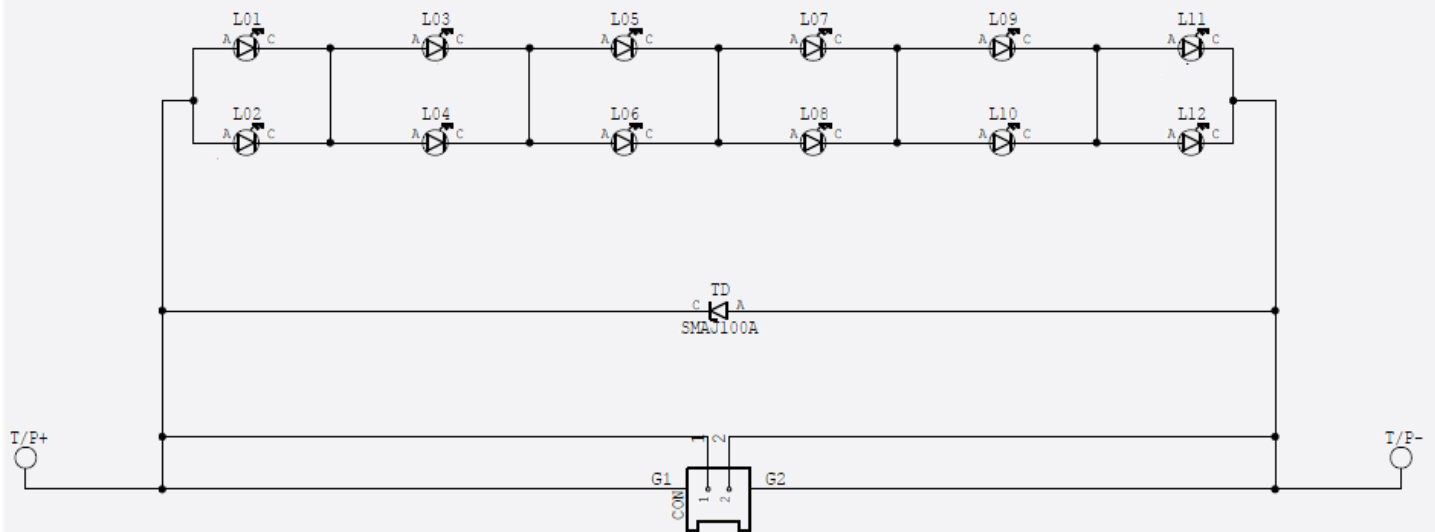 L01 L03 L05 L07 L09 L11
A C A C A C A C A C A C
L02 L04 L06 L08 L10 L12
A C A C A C A C A C A C
TD
C A
SMAJ100A
T/P+ 1 2 T/P-
G1 G2
CON 1 2